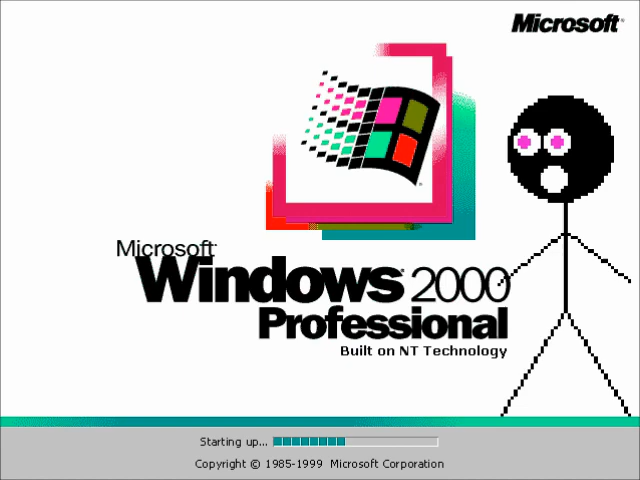 Microsoft
Microsoft
Windows 2000
Professional
Built on NT Technology
Starting up...
Copyright © 1985-1999 Microsoft Corporation